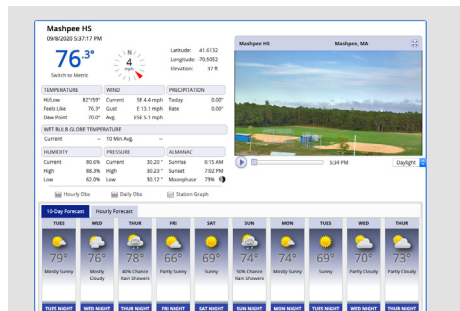 Mashpee HS
09/8/2020 5:37:17 PM
76.3°
Switch to Metric
N
4
mph
Latitude: 41.6132
Longitude: -70.5092
Elevation: 37 ft
Mashpee HS Mashpee, MA
TEMPERATURE WIND PRECIPITATION
Hi/Low 82°/59° Current SE 4.4 mph Today 0.00"
Feels Like 76.3° Gust E 13.1 mph Rate 0.00"
Dew Point 70.0° Avg. ESE 5.1 mph
WET BULB GLOBE TEMPERATURE
Current -- 10 Min Avg. --
HUMIDITY PRESSURE ALMANAC
Current 80.6% Current 30.20 " Sunrise 6:15 AM
High 88.3% High 30.23 " Sunset 7:02 PM
Low 62.0% Low 30.12 " Moonphase 79%
5:34 PM Daylight
Hourly Obs Daily Obs Station Graph
10-Day Forecast Hourly Forecast
TUES WED THUR FRI SAT SUN MON TUES WED THUR
79° 76° 78° 66° 69° 74° 74° 69° 70° 73°
Mostly Sunny Mostly Cloudy 40% Chance Rain Showers Partly Sunny Sunny 50% Chance Rain Showers Mostly Sunny Sunny Partly Cloudy Partly Cloudy
TUES NIGHT WED NIGHT THUR NIGHT FRI NIGHT SAT NIGHT SUN NIGHT MON NIGHT TUES NIGHT WED NIGHT THUR NIGHT